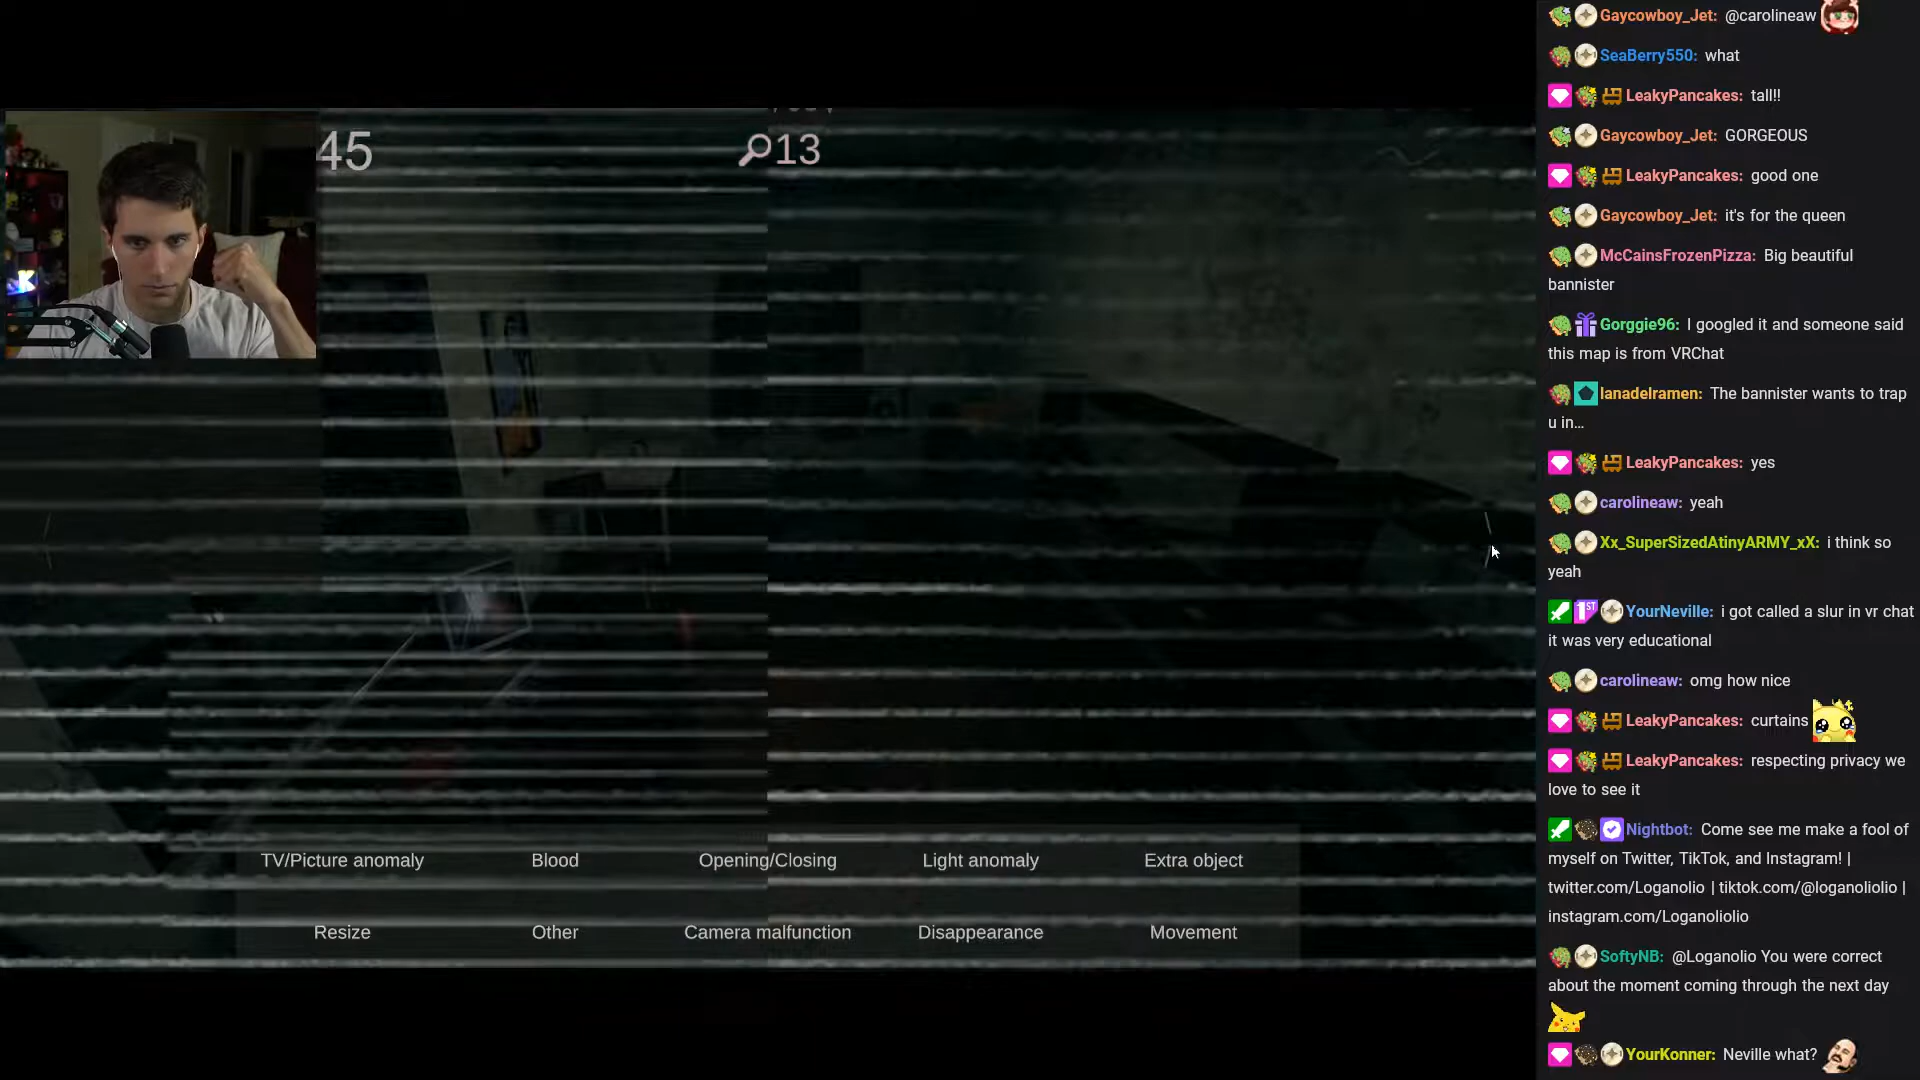 45
13
TV/Picture anomaly
Blood
Opening/Closing
Light anomaly
Extra object
Resize
Other
Camera malfunction
Disappearance
Movement
Gaycowboy_Jet: @carolineaw
SeaBerry550: what
LeakyPancakes: tall!!
Gaycowboy_Jet: GORGEOUS
LeakyPancakes: good one
Gaycowboy_Jet: it's for the queen
McCainsFrozenPizza: Big beautiful
bannister
Gorggie96: I googled it and someone said
this map is from VRChat
lanadelramen: The bannister wants to trap
u in…
LeakyPancakes: yes
carolineaw: yeah
Xx_SuperSizedAtinyARMY_xX: i think so
yeah
1ST YourNeville: i got called a slur in vr chat
it was very educational
carolineaw: omg how nice
LeakyPancakes: curtains
LeakyPancakes: respecting privacy we
love to see it
Nightbot: Come see me make a fool of
myself on Twitter, TikTok, and Instagram! |
twitter.com/Loganolio | tiktok.com/@loganoliolio |
instagram.com/Loganoliolio
SoftyNB: @Loganolio You were correct
about the moment coming through the next day
YourKonner: Neville what?